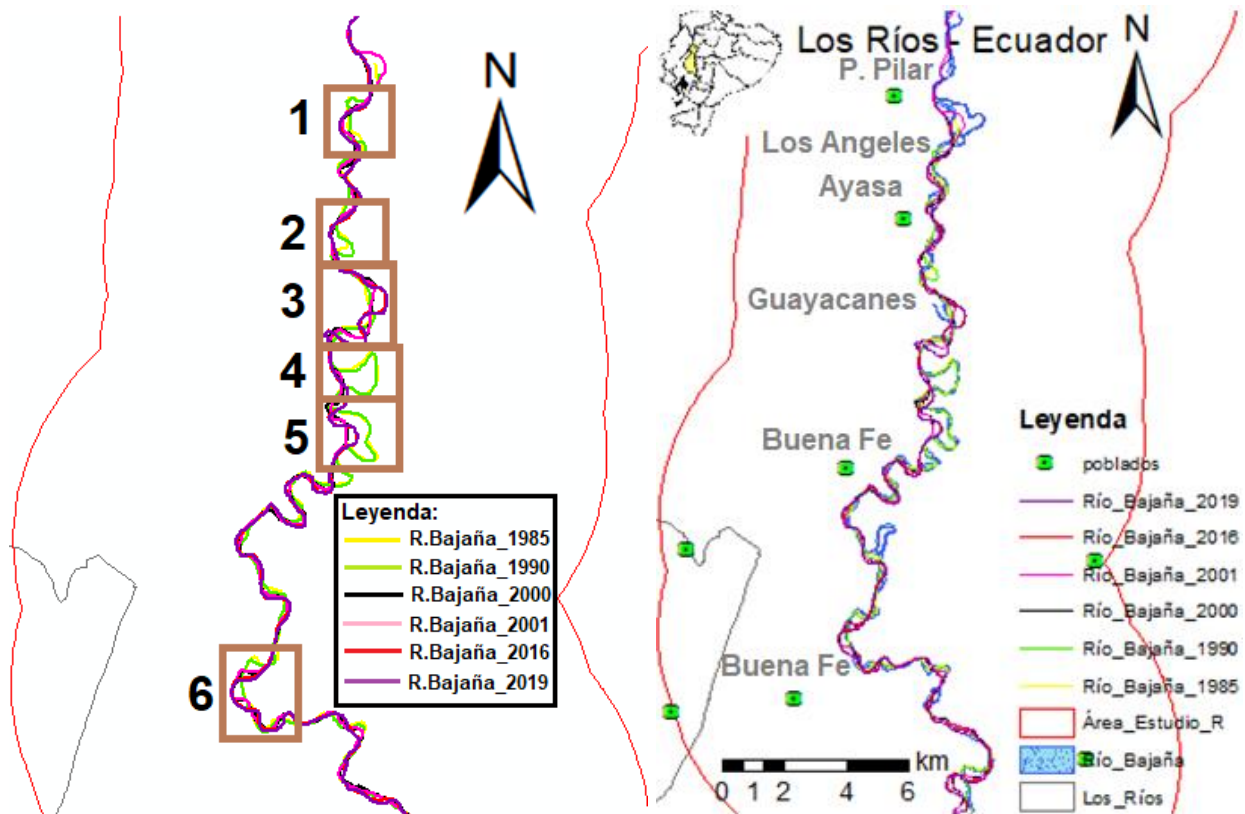 N
1
2
3
4
5
6
Leyenda:
R.Bajaña_1985
R.Bajaña_1990
R.Bajaña_2000
R.Bajaña_2001
R.Bajaña_2016
R.Bajaña_2019
Los Ríos - Ecuador
N
P. Pilar
Los Angeles
Ayasa
Guayacanes
Buena Fe
Buena Fe
km
0 1 2 4 6
Leyenda
poblados
Río_Bajaña_2019
Río_Bajaña_2016
Río_Bajaña_2001
Río_Bajaña_2000
Río_Bajaña_1990
Río_Bajaña_1985
Área_Estudio_R
Río_Bajaña
Los_Ríos